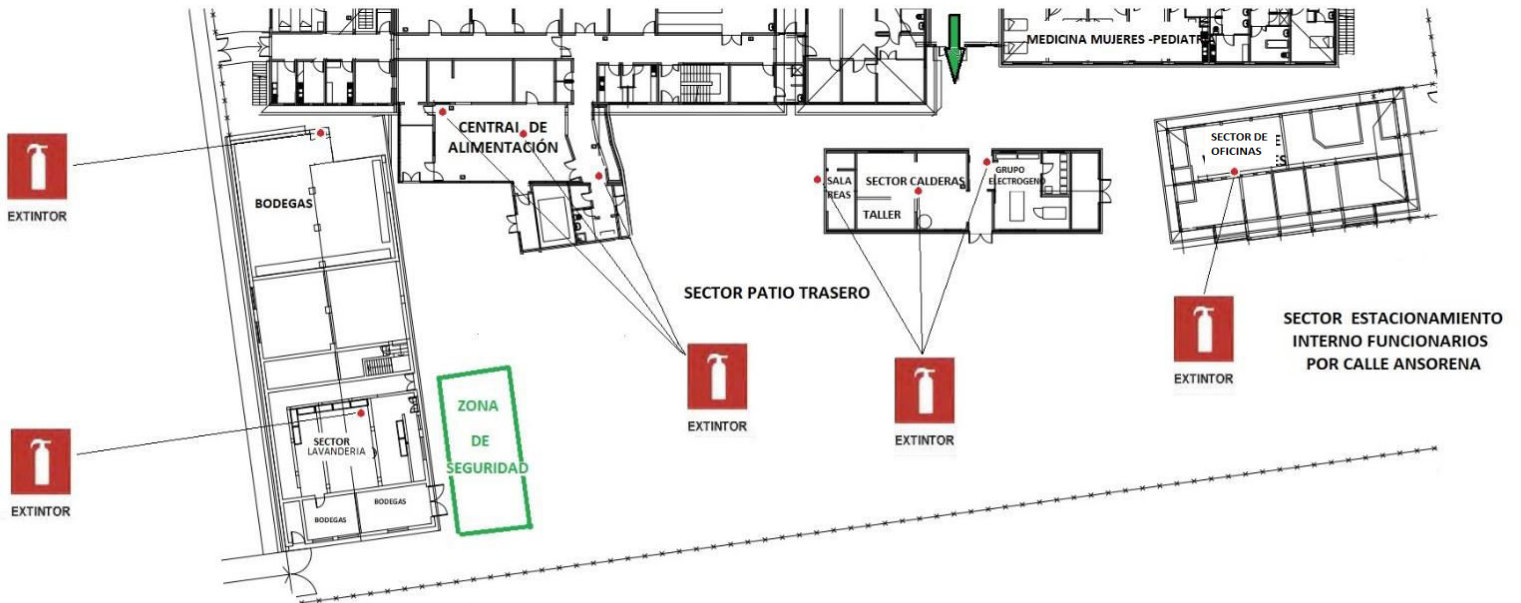 MEDICINA MUJERES -PEDIATR
CENTRAL DE
ALIMENTACIÓN
SECTOR DE
OFICINAS
EXTINTOR
BODEGAS
SALA
REAS
SECTOR CALDERAS
TALLER
GRUPO
ELECTROGENO
SECTOR PATIO TRASERO
SECTOR ESTACIONAMIENTO
INTERNO FUNCIONARIOS
POR CALLE ANSORENA
EXTINTOR
EXTINTOR
EXTINTOR
ZONA
DE
SEGURIDAD
SECTOR
LAVANDERIA
BODEGAS
BODEGAS
EXTINTOR